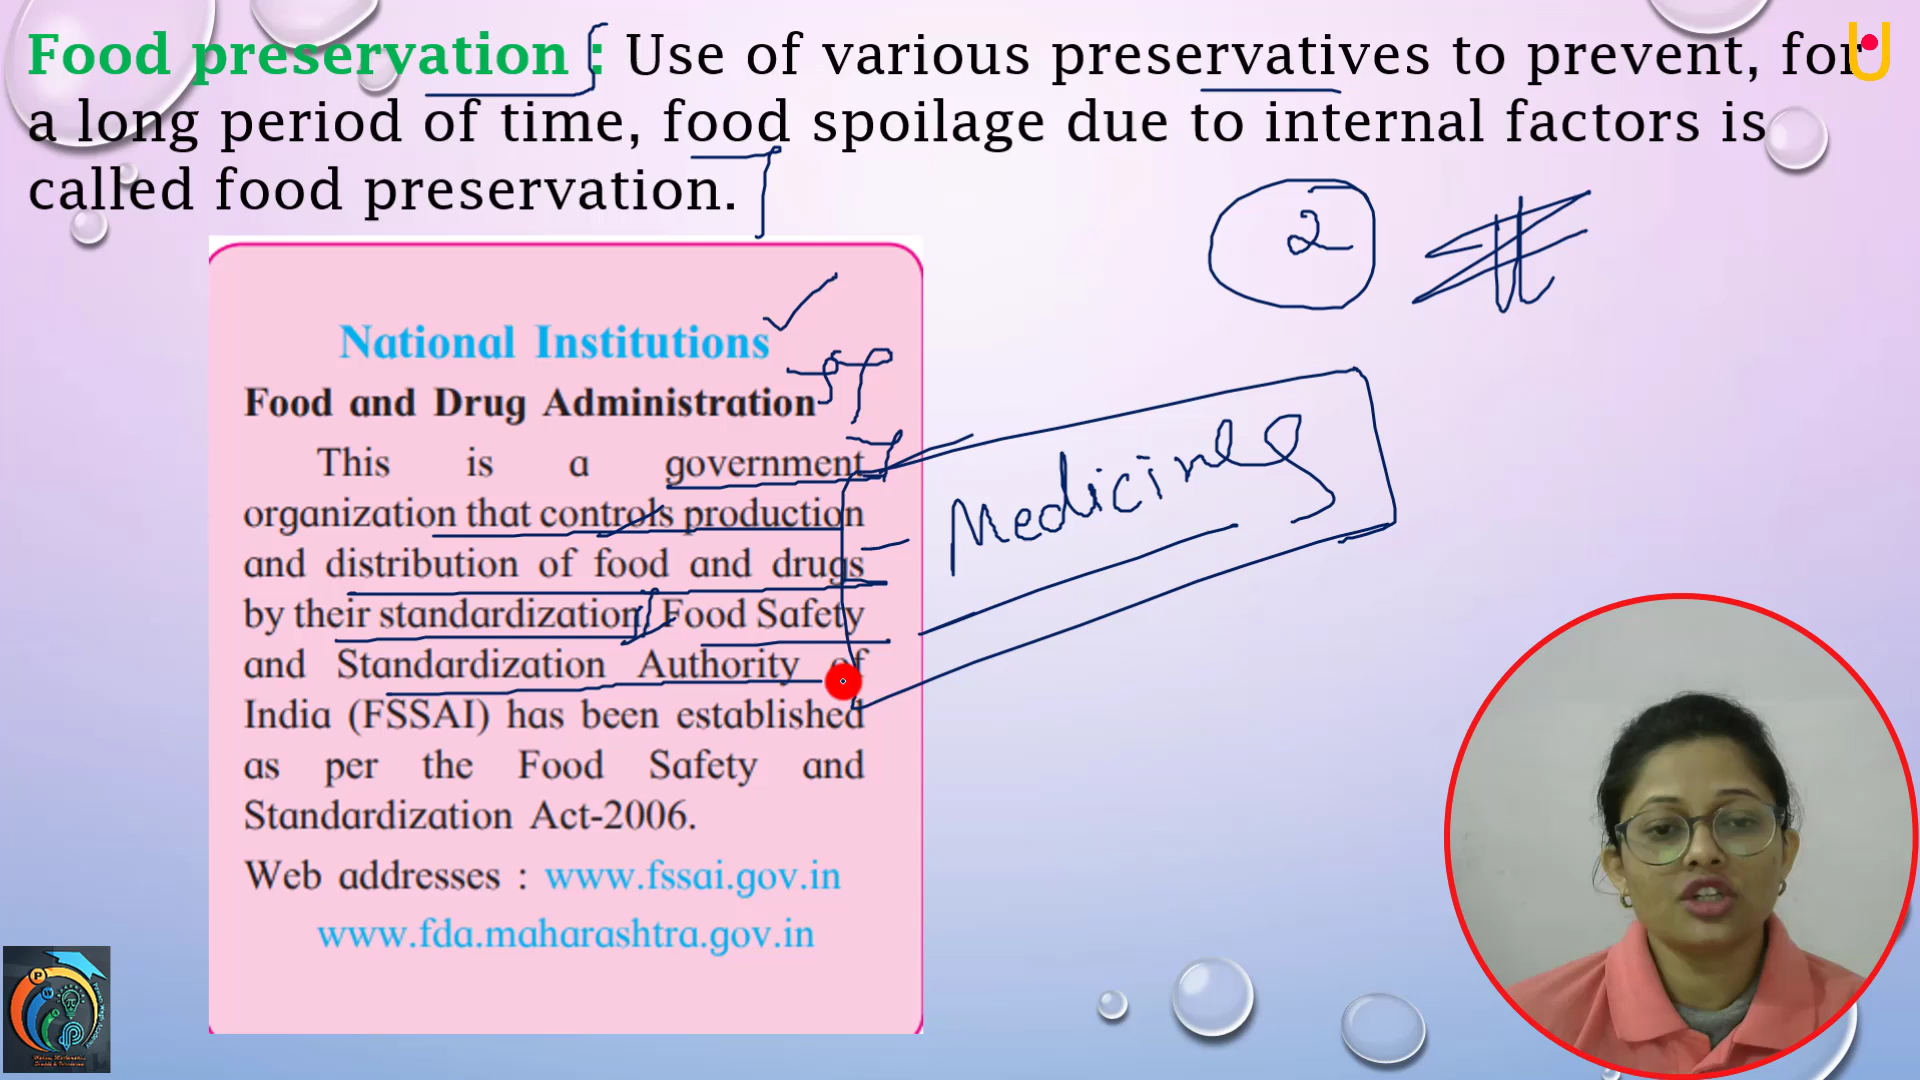 Food preservation : Use of various preservatives to prevent, for
a long period of time, food spoilage due to internal factors is
called food preservation.
2
National Institutions
Food and Drug Administration
This is a government
organization that controls production
and distribution of food and drugs
by their standardization. Food Safety
and Standardization Authority of
India (FSSAI) has been established
as per the Food Safety and
Standardization Act-2006.
Web addresses : www.fssai.gov.in
www.fda.maharashtra.gov.in
Medicines